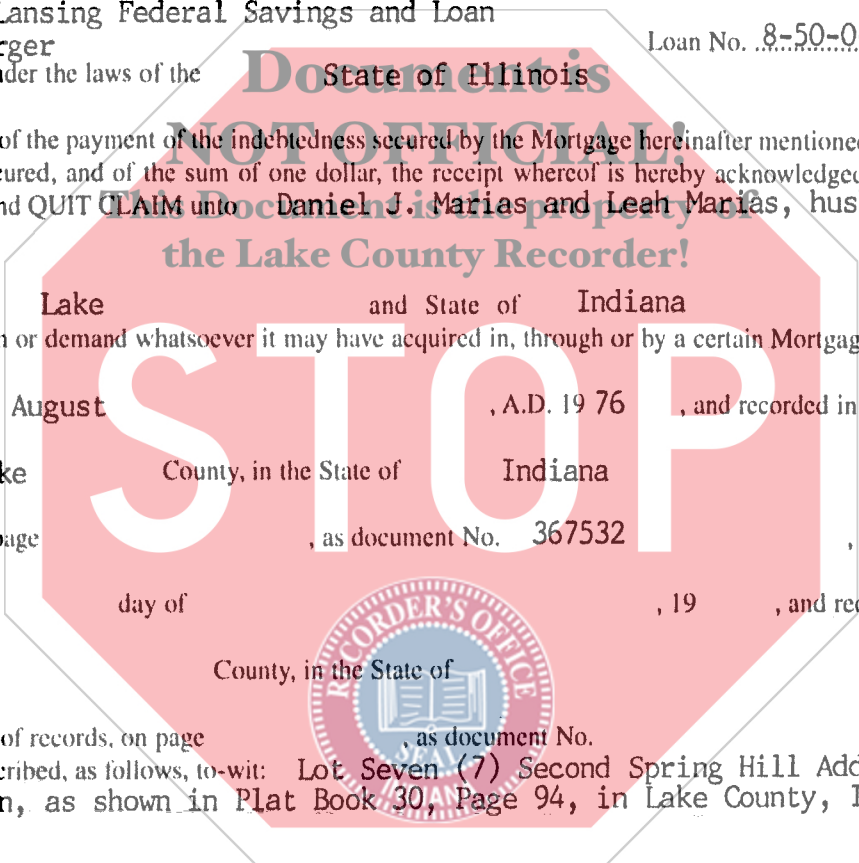 Lansing Federal Savings and Loan
rger
Loan No. 8-50-0
der the laws of the State of Illinois
Document is
of the payment of the indebtedness secured by the Mortgage hereinafter mentioned
NOT OFFICIAL!
cured, and of the sum of one dollar, the receipt whereof is hereby acknowledged
nd QUIT CLAIM unto Daniel J. Marias and Leah Marias, hus
This Document is the property of
the Lake County Recorder!
Lake and State of Indiana
n or demand whatsoever it may have acquired in, through or by a certain Mortgag
STOP
August , A.D. 19 76 , and recorded in
ke County, in the State of Indiana
page , as document No. 367532 ,
day of , 19 , and rec
RECORDER'S OFFICE
County, in the State of
SEAL
INDIANA
of records, on page , as document No.
cribed, as follows, to-wit: Lot Seven (7) Second Spring Hill Add
n, as shown in Plat Book 30, Page 94, in Lake County, I